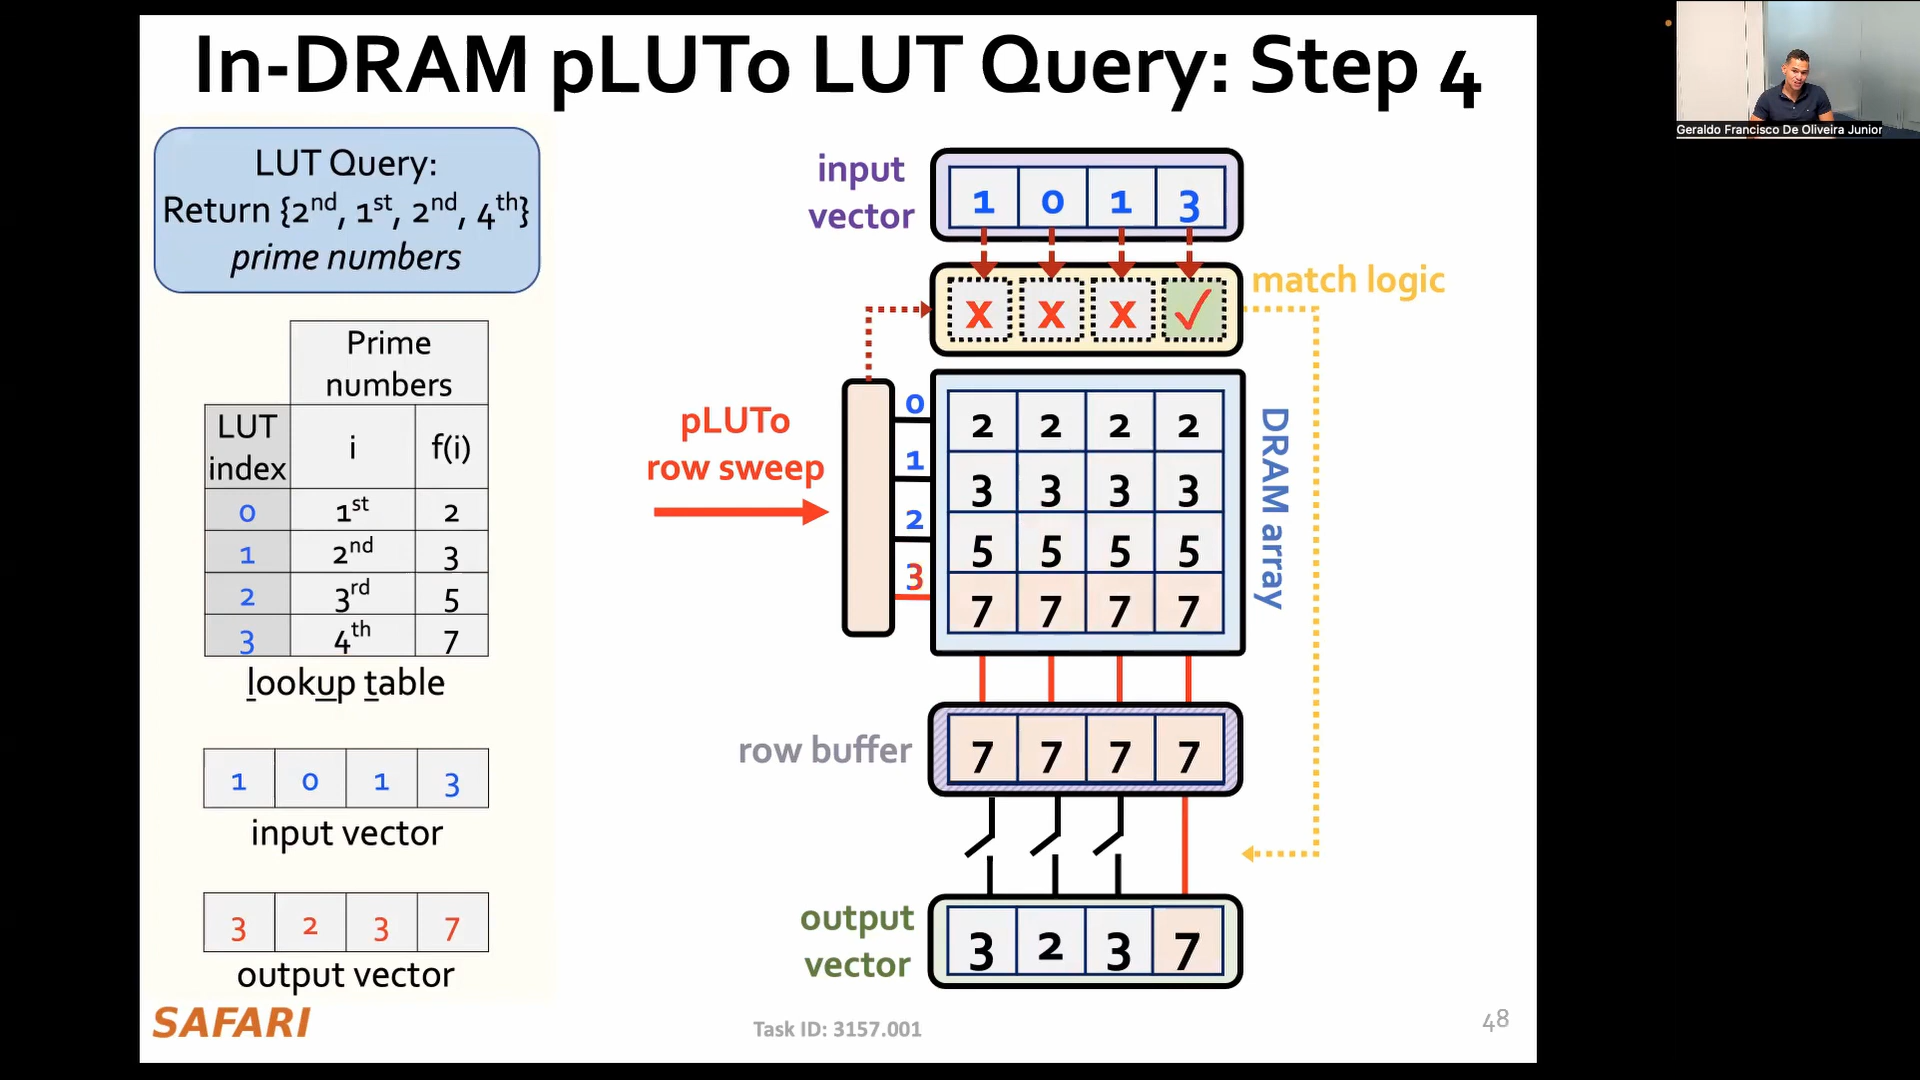 In-DRAM pLUTo LUT Query: Step 4
Geraldo Francisco De Oliveira Junior
LUT Query:
Return {2nd, 1st, 2nd, 4th}
prime numbers
Prime
numbers
LUT
index
i
f(i)
0 1st 2
1 2nd 3
2 3rd 5
3 4th 7
lookup table
1 0 1 3
input vector
3 2 3 7
output vector
input
vector
1 0 1 3
x x x ✓
match logic
pLUTo
row sweep
0 2 2 2 2
1 3 3 3 3
2 5 5 5 5
3 7 7 7 7
DRAM array
row buffer
7 7 7 7
output
vector
3 2 3 7
SAFARI
Task ID: 3157.001
48